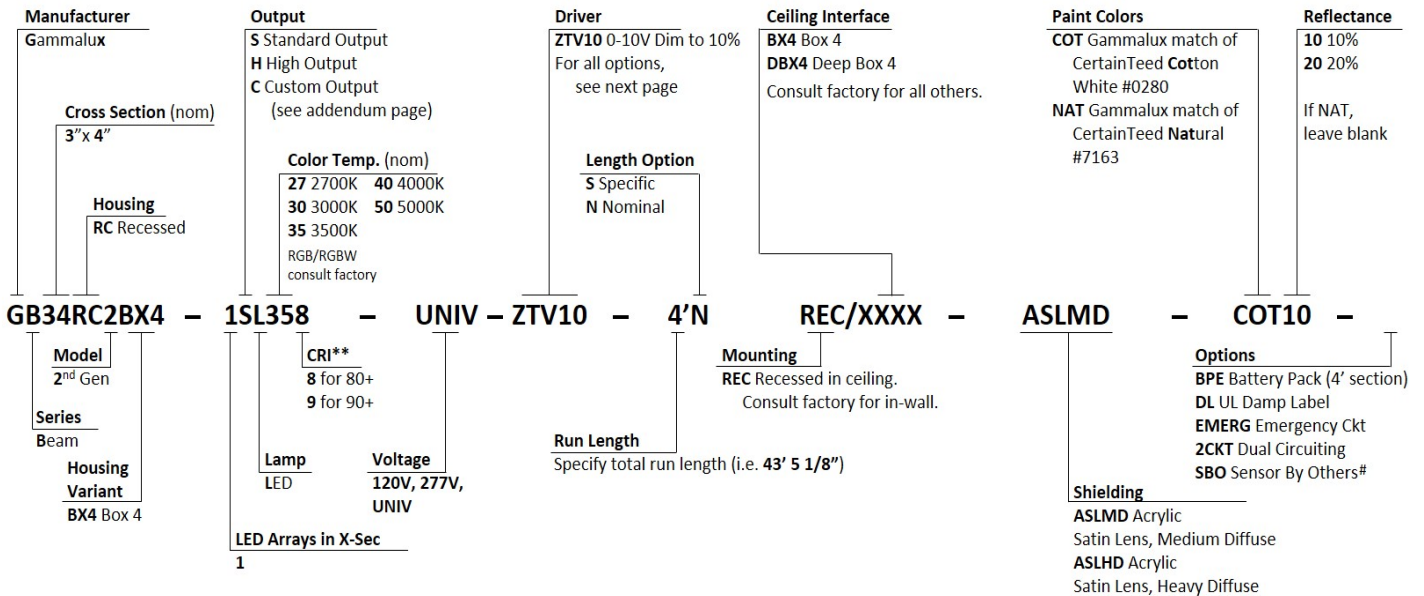 Manufacturer
Gammalux
Output
S Standard Output
H High Output
C Custom Output
(see addendum page)
Driver
ZTV10 0-10V Dim to 10%
For all options,
see next page
Ceiling Interface
BX4 Box 4
DBX4 Deep Box 4
Consult factory for all others.
Paint Colors
COT Gammalux match of
CertainTeed Cotton
White #0280
NAT Gammalux match of
CertainTeed Natural
#7163
Reflectance
10 10%
20 20%
If NAT,
leave blank
Cross Section (nom)
3”x 4”
Housing
RC Recessed
Color Temp. (nom)
27 2700K 40 4000K
30 3000K 50 5000K
35 3500K
RGB/RGBW
consult factory
Length Option
S Specific
N Nominal
GB34RC2BX4 – 1SL358 – UNIV – ZTV10 – 4’N REC/XXXX – ASLMD – COT10 –
Model
2nd Gen
Series
Beam
Housing
Variant
BX4 Box 4
CRI**
8 for 80+
9 for 90+
Lamp
LED
LED Arrays in X-Sec
1
Voltage
120V, 277V,
UNIV
Run Length
Specify total run length (i.e. 43’ 5 1/8”)
Mounting
REC Recessed in ceiling.
Consult factory for in-wall.
Shielding
ASLMD Acrylic
Satin Lens, Medium Diffuse
ASLHD Acrylic
Satin Lens, Heavy Diffuse
Options
BPE Battery Pack (4’ section)
DL UL Damp Label
EMERG Emergency Ckt
2CKT Dual Circuiting
SBO Sensor By Others#